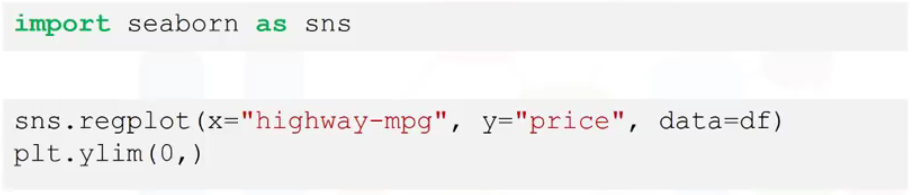 import seaborn as sns
sns.regplot(x="highway-mpg", y="price", data=df)
plt.ylim(0,)